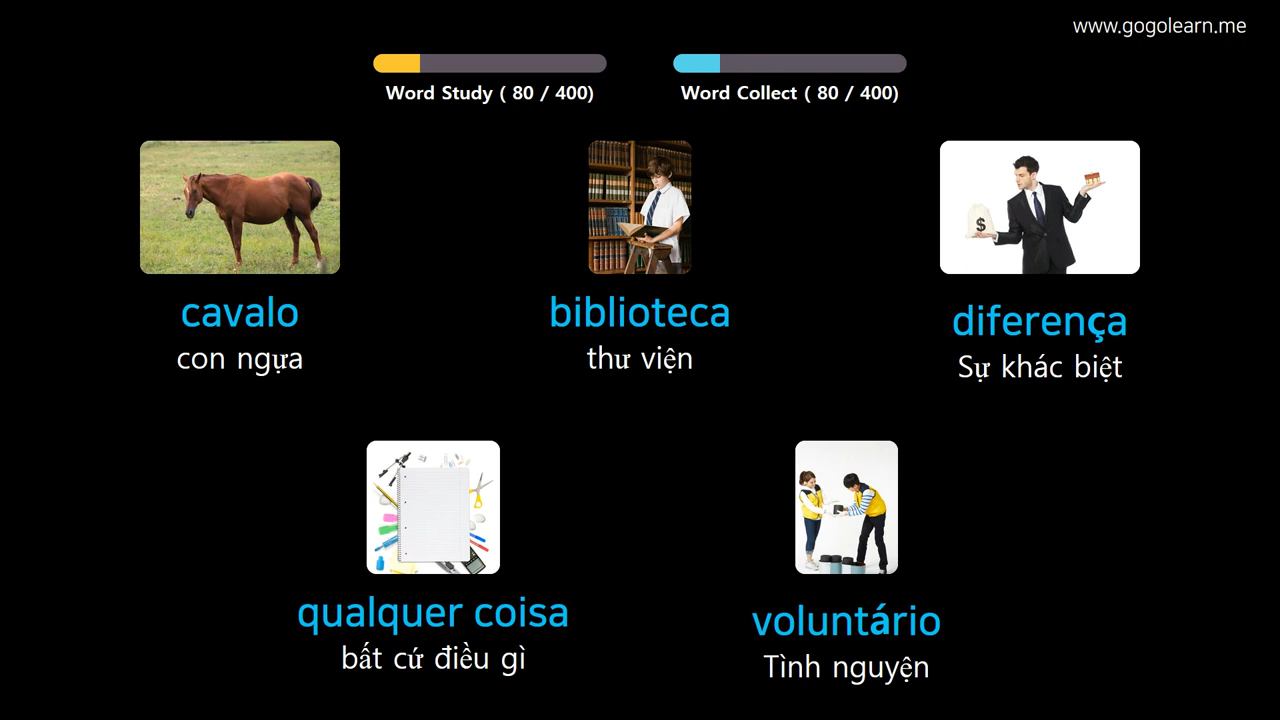 www.gogolearn.me
Word Study ( 80 / 400)
Word Collect ( 80 / 400)
$
cavalo
con ngựa
biblioteca
thư viện
diferença
Sự khác biệt
qualquer coisa
bất cứ điều gì
voluntário
Tình nguyện